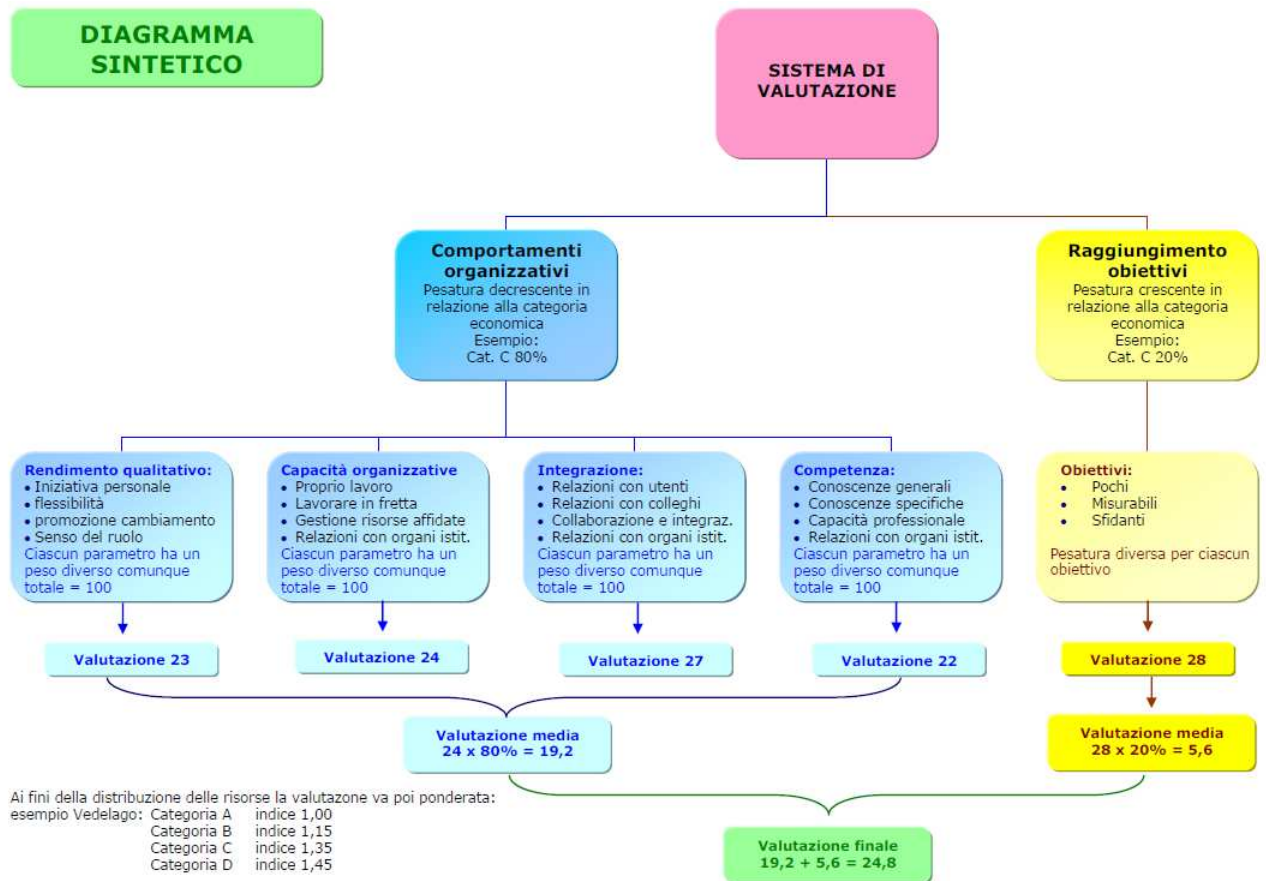 DIAGRAMMA
SINTETICO
SISTEMA DI
VALUTAZIONE
Comportamenti
organizzativi
Pesatura decrescente in
relazione alla categoria
economica
Esempio:
Cat. C 80%
Raggiungimento
obiettivi
Pesatura crescente in
relazione alla categoria
economica
Esempio:
Cat. C 20%
Rendimento qualitativo:
• Iniziativa personale
• flessibilità
• promozione cambiamento
• Senso del ruolo
Ciascun parametro ha un
peso diverso comunque
totale = 100
Capacità organizzative
• Proprio lavoro
• Lavorare in fretta
• Gestione risorse affidate
• Relazioni con organi istit.
Ciascun parametro ha un
peso diverso comunque
totale = 100
Integrazione:
• Relazioni con utenti
• Relazioni con colleghi
• Collaborazione e integraz.
• Relazioni con organi istit.
Ciascun parametro ha un
peso diverso comunque
totale = 100
Competenza:
• Conoscenze generali
• Conoscenze specifiche
• Capacità professionale
• Relazioni con organi istit.
Ciascun parametro ha un
peso diverso comunque
totale = 100
Obiettivi:
• Pochi
• Misurabili
• Sfidanti
Pesatura diversa per ciascun
obiettivo
Valutazione 23
Valutazione 24
Valutazione 27
Valutazione 22
Valutazione 28
Valutazione media
24 x 80% = 19,2
Valutazione media
28 x 20% = 5,6
Ai fini della distribuzione delle risorse la valutazone va poi ponderata:
esempio Vedelago: Categoria A indice 1,00
Categoria B indice 1,15
Categoria C indice 1,35
Categoria D indice 1,45
Valutazione finale
19,2 + 5,6 = 24,8